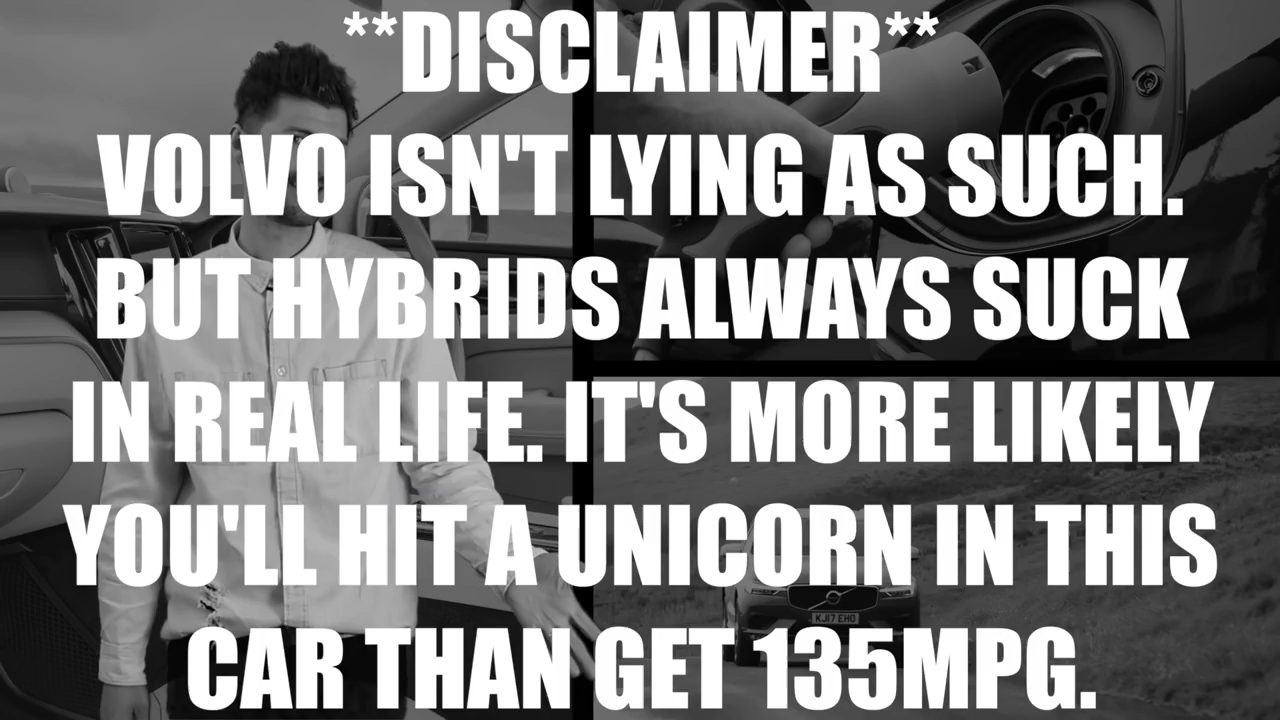 **DISCLAIMER**
VOLVO ISN'T LYING AS SUCH.
BUT HYBRIDS ALWAYS SUCK
IN REAL LIFE. IT'S MORE LIKELY
YOU'LL HIT A UNICORN IN THIS
CAR THAN GET 135MPG.
KJ17 EHO